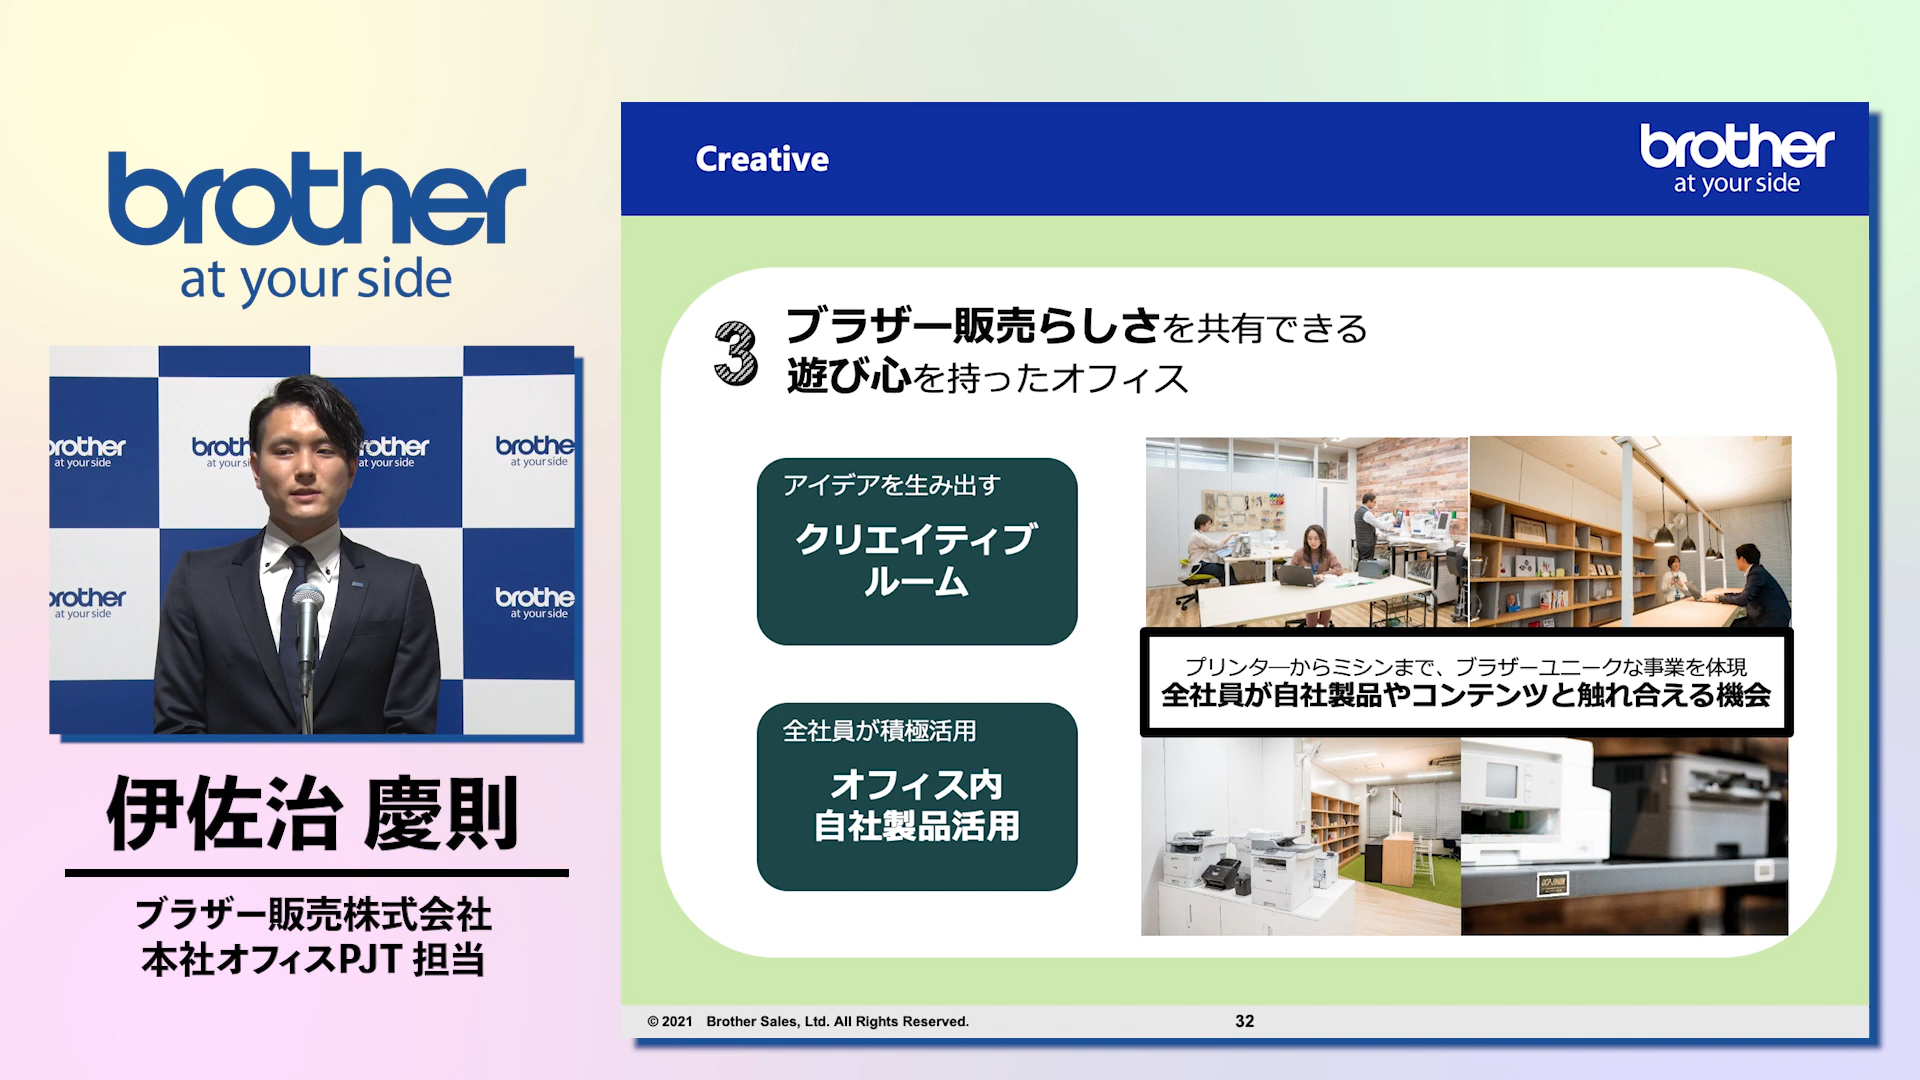 brother
at your side
brother
at your side
brother
at your side
brother
at your side
brother
at your side
伊佐治 慶則
ブラザー販売株式会社
本社オフィスPJT 担当
Creative
brother
at your side
3
ブラザー販売らしさを共有できる
遊び心を持ったオフィス
アイデアを生み出す
クリエイティブ
ルーム
全社員が積極活用
オフィス内
自社製品活用
プリンターからミシンまで、ブラザーユニークな事業を体現
全社員が自社製品やコンテンツと触れ合える機会
© 2021 Brother Sales, Ltd. All Rights Reserved.
32